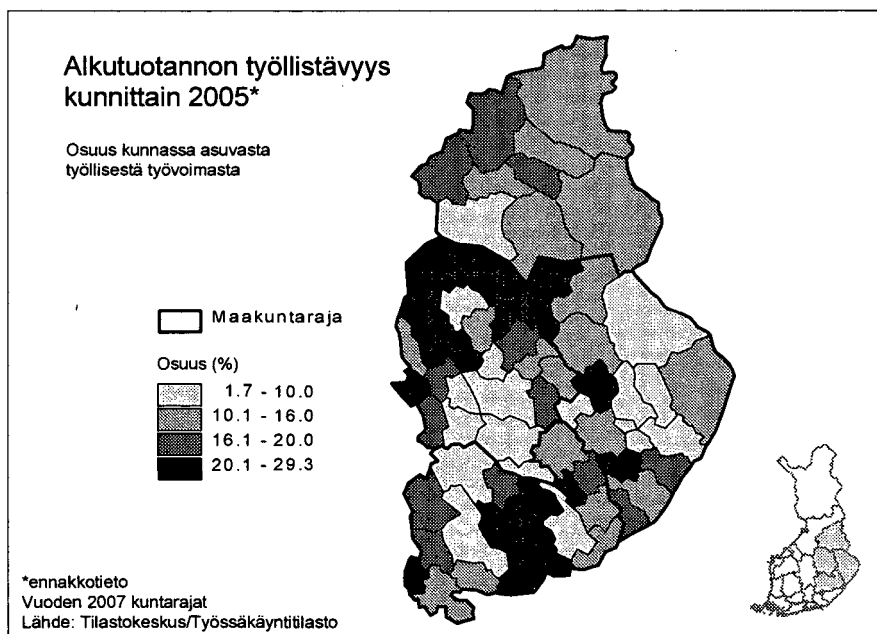 Alkutuotannon työllistävyys
kunnittain 2005*
Osuus kunnassa asuvasta
työllisestä työvoimasta
Maakuntaraja
Osuus (%)
1.7 - 10.0
10.1 - 16.0
16.1 - 20.0
20.1 - 29.3
*ennakkotieto
Vuoden 2007 kuntarajat
Lähde: Tilastokeskus/Työssäkäyntitilasto